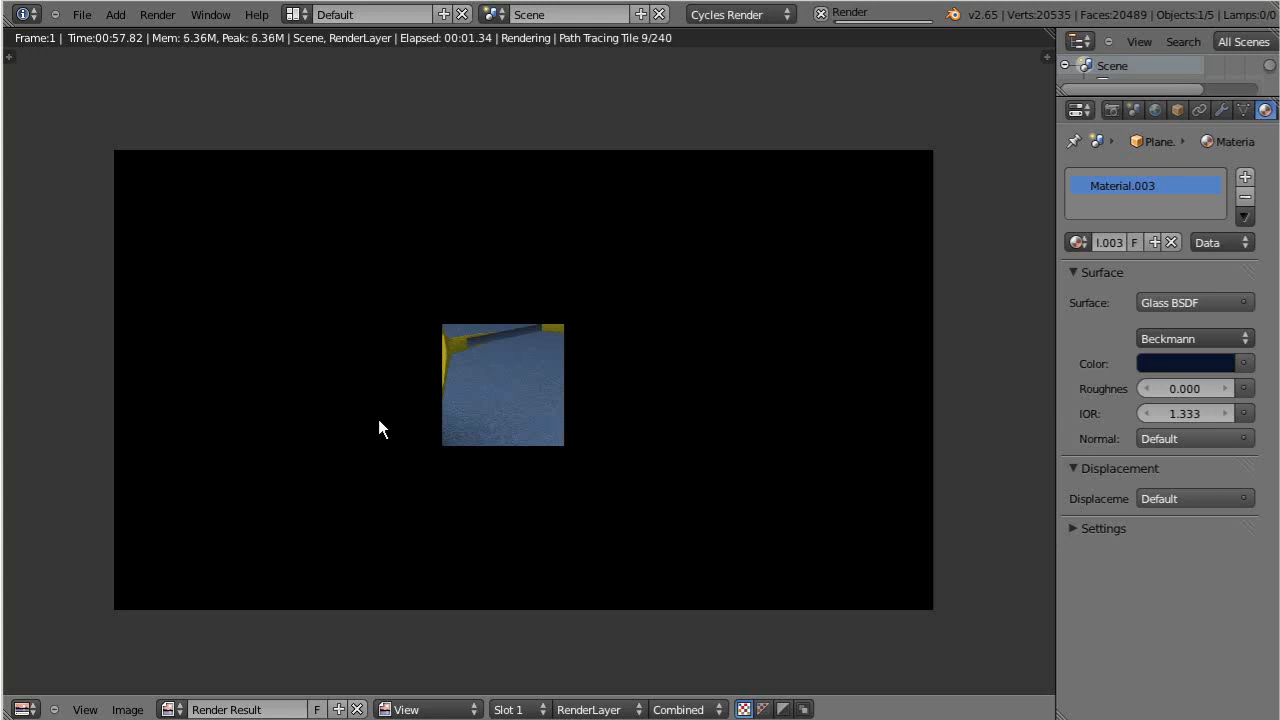 File Add Render Window Help Default Scene Cycles Render Render v2.65 | Verts:20535 | Faces:20489 | Objects:1/5 | Lamps:0/0
Frame:1 | Time:00:57.82 | Mem: 6.36M, Peak: 6.36M | Scene, RenderLayer | Elapsed: 00:01.34 | Rendering | Path Tracing Tile 9/240
View Search All Scenes
Scene
Plane. Materia
Material.003
l.003 F Data
Surface
Surface: Glass BSDF
Beckmann
Color:
Roughnes 0.000
IOR: 1.333
Normal: Default
Displacement
Displaceme Default
Settings
View Image Render Result F View Slot 1 RenderLayer Combined